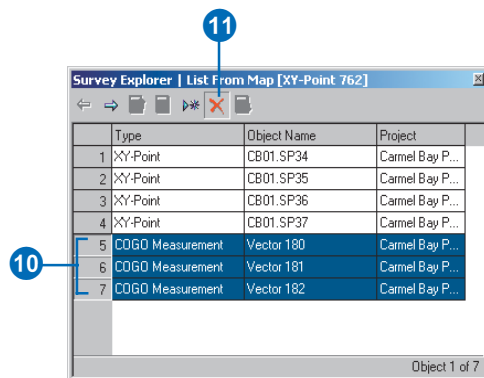 11
Survey Explorer | List From Map [XY-Point 762]
Type Object Name Project
1 XY-Point CB01.SP34 Carmel Bay P...
2 XY-Point CB01.SP35 Carmel Bay P...
3 XY-Point CB01.SP36 Carmel Bay P...
4 XY-Point CB01.SP37 Carmel Bay P...
5 COGO Measurement Vector 180 Carmel Bay P...
10
6 COGO Measurement Vector 181 Carmel Bay P...
7 COGO Measurement Vector 182 Carmel Bay P...
Object 1 of 7